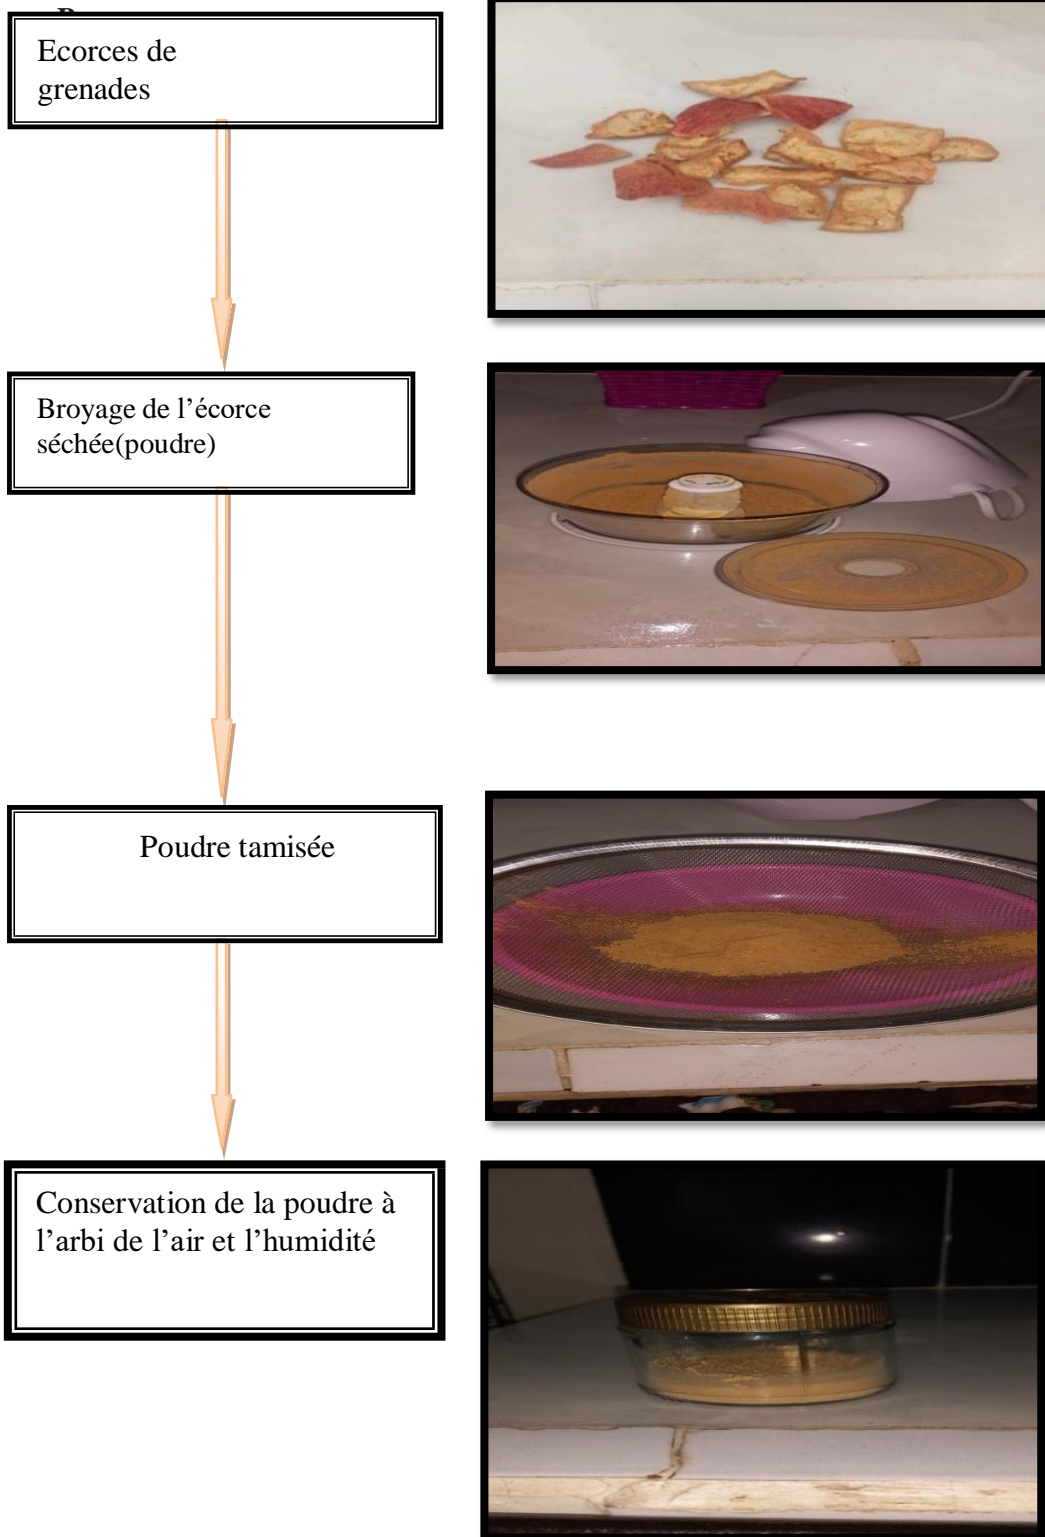 Ecorces de
grenades
Broyage de l’écorce
séchée(poudre)
Poudre tamisée
Conservation de la poudre à
l’arbi de l’air et l’humidité